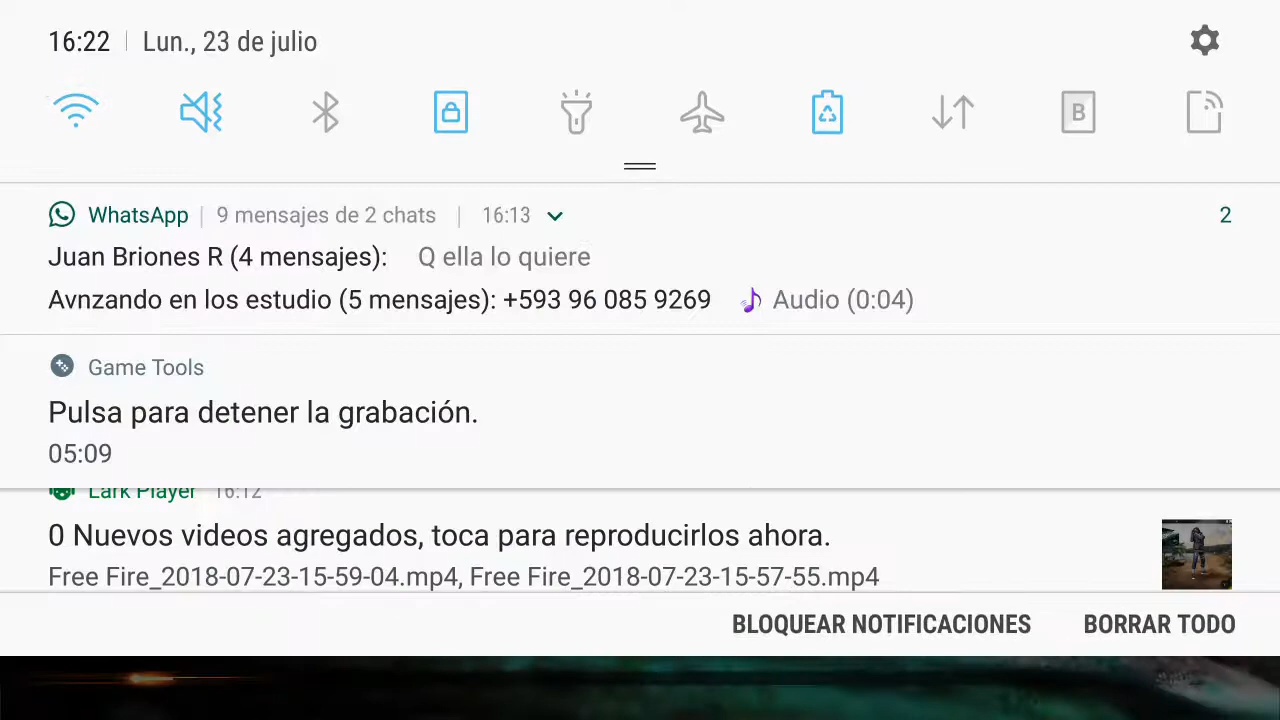 16:22 | Lun., 23 de julio
B
WhatsApp | 9 mensajes de 2 chats | 16:13 2
Juan Briones R (4 mensajes): Q ella lo quiere
Avnzando en los estudio (5 mensajes): +593 96 085 9269 Audio (0:04)
Game Tools
Pulsa para detener la grabación.
05:09
Lark Player 16:12
0 Nuevos videos agregados, toca para reproducirlos ahora.
Free Fire_2018-07-23-15-59-04.mp4, Free Fire_2018-07-23-15-57-55.mp4
BLOQUEAR NOTIFICACIONES BORRAR TODO